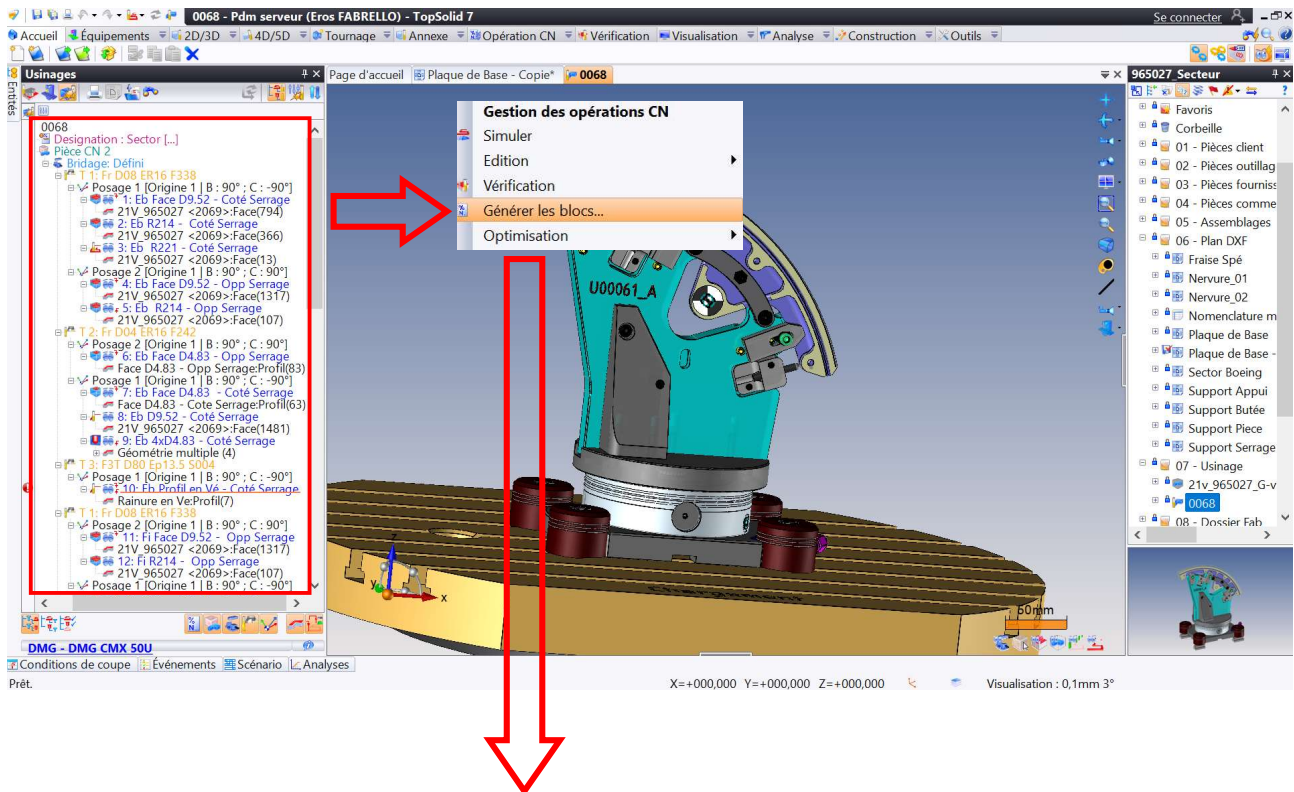 0068 - Pdm serveur (Eros FABRELLO) - TopSolid 7
Se connecter
Accueil Équipements 2D/3D 4D/5D Tournage Annexe Opération CN Vérification Visualisation Analyse Construction Outils
Entités
Usinages
Page d'accueil Plaque de Base - Copie* 0068
965027_Secteur
0068
Designation : Sector [...]
Pièce CN 2
Bridage: Défini
T 1: Fr D08 ER16 F338
Posage 1 [Origine 1 | B : 90° ; C : -90°]
1: Eb Face D9.52 - Coté Serrage
21V_965027 <2069>:Face(794)
2: Eb R214 - Coté Serrage
21V_965027 <2069>:Face(366)
3: Eb R221 - Coté Serrage
21V_965027 <2069>:Face(13)
Posage 2 [Origine 1 | B : 90° ; C : 90°]
4: Eb Face D9.52 - Opp Serrage
21V_965027 <2069>:Face(1317)
5: Eb R214 - Opp Serrage
21V_965027 <2069>:Face(107)
T 2: Fr D04 ER16 F242
Posage 2 [Origine 1 | B : 90° ; C : 90°]
6: Eb Face D4.83 - Opp Serrage
Face D4.83 - Opp Serrage:Profil(83)
Posage 1 [Origine 1 | B : 90° ; C : -90°]
7: Eb Face D4.83 - Coté Serrage
Face D4.83 - Cote Serrage:Profil(63)
8: Eb D9.52 - Coté Serrage
21V_965027 <2069>:Face(1481)
9: Eb 4xD4.83 - Coté Serrage
Géométrie multiple (4)
T 3: F3T D80 Ep13.5 S004
Posage 1 [Origine 1 | B : 90° ; C : -90°]
10: Eb Profil en Vé - Coté Serrage
Rainure en Ve:Profil(7)
T 1: Fr D08 ER16 F338
Posage 2 [Origine 1 | B : 90° ; C : 90°]
11: Fi Face D9.52 - Opp Serrage
21V_965027 <2069>:Face(1317)
12: Fi R214 - Opp Serrage
21V_965027 <2069>:Face(107)
Posage 1 [Origine 1 | B : 90° ; C : -90°]
DMG - DMG CMX 50U
Gestion des opérations CN
Simuler
Edition
Vérification
Générer les blocs...
Optimisation
U00061_A
Chargement
z
y
x
50mm
Favoris
Corbeille
01 - Pièces client
02 - Pièces outillag
03 - Pièces fourniss
04 - Pièces comme
05 - Assemblages
06 - Plan DXF
Fraise Spé
Nervure_01
Nervure_02
Nomenclature m
Plaque de Base
Plaque de Base -
Sector Boeing
Support Appui
Support Butée
Support Piece
Support Serrage
07 - Usinage
21v_965027_G-v
0068
08 - Dossier Fab
Conditions de coupe Événements Scénario Analyses
Prêt.
X=+000,000 Y=+000,000 Z=+000,000
Visualisation : 0,1mm 3°